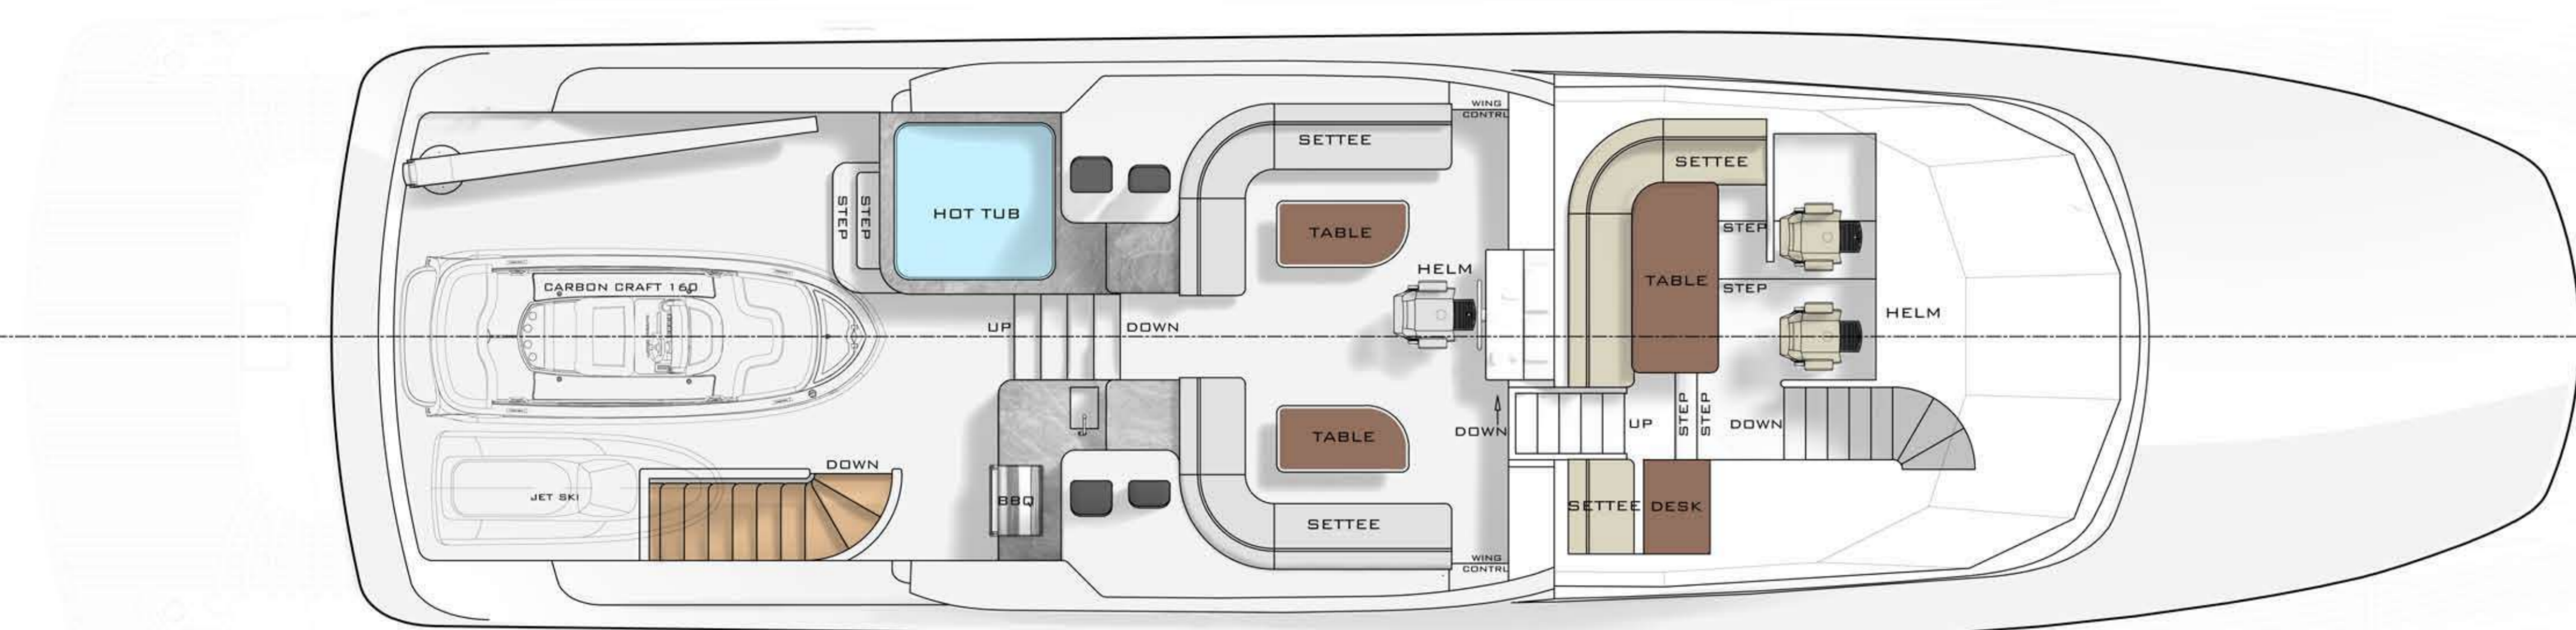 WING
CONTRL
SETTEE
SETTEE
STEP
STEP
HOT TUB
TABLE
STEP
HELM
TABLE
STEP
CARBON CRAFT 160
HELM
UP
DOWN
DOWN
UP
STEP
STEP
DOWN
TABLE
DOWN
JET SKI
BBQ
SETTEE
DESK
SETTEE
WING
CONTRL